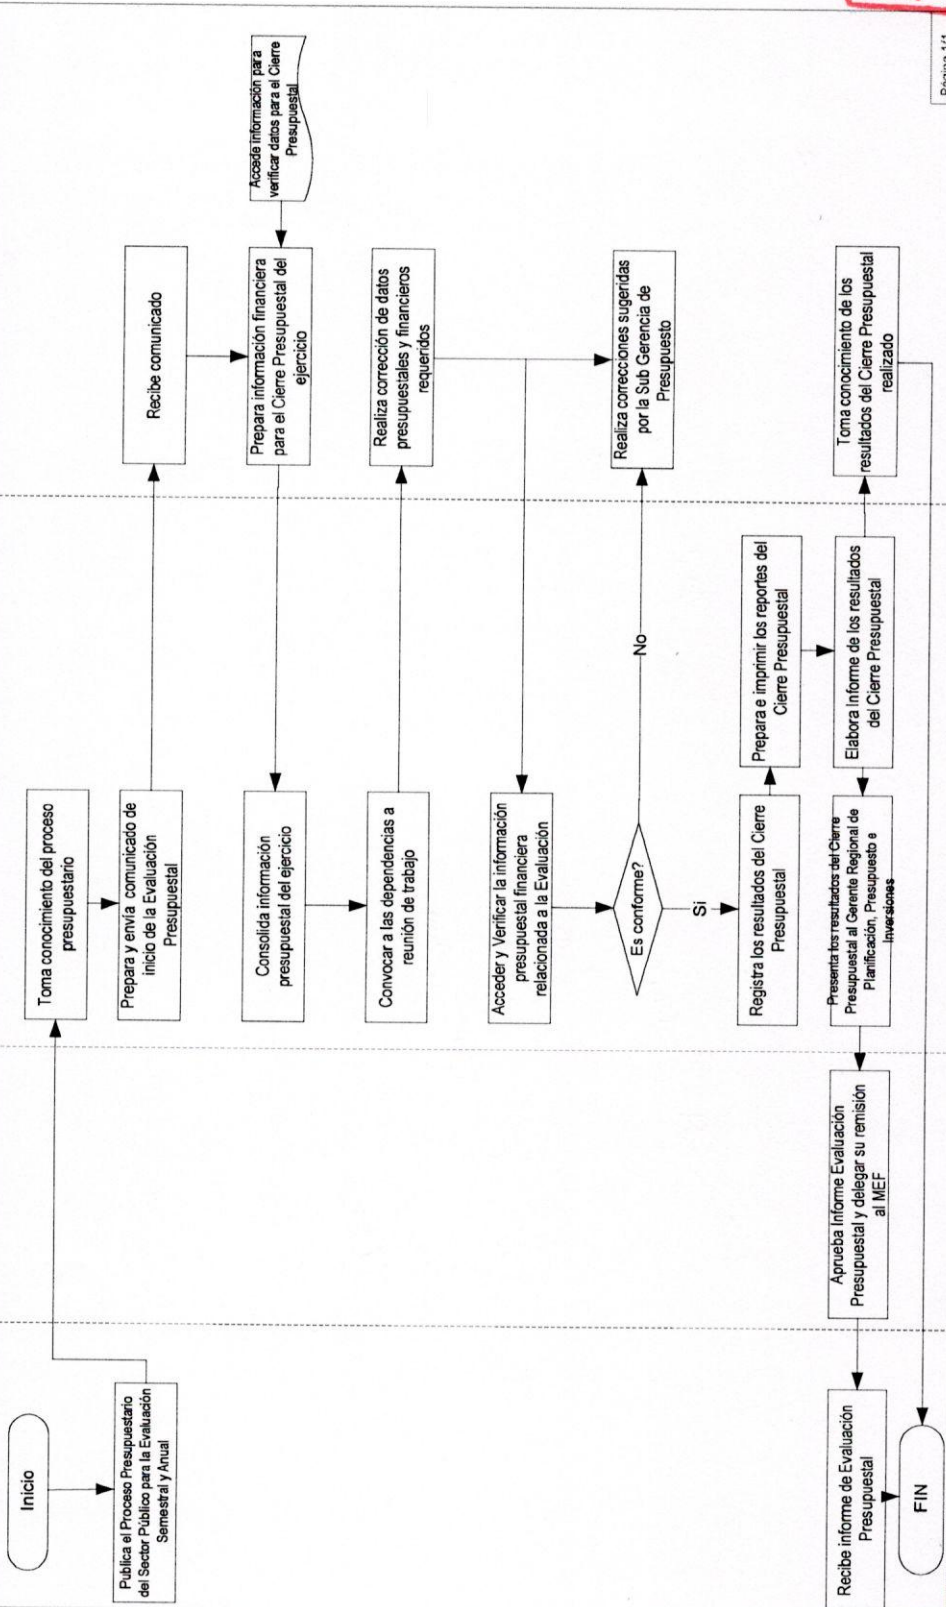 Inicio
Publica el Proceso Presupuestario
del Sector Público para la Evaluación
Semestral y Anual
Toma conocimiento del proceso
presupuestario
Prepara y envía comunicado de
inicio de la Evaluación
Presupuestal
Recibe comunicado
Accede información para
verificar datos para el Cierre
Presupuestal
Prepara información financiera
para el Cierre Presupuestal del
ejercicio
Consolida información
presupuestal del ejercicio
Convocar a las dependencias a
reunión de trabajo
Realiza corrección de datos
presupuestales y financieros
requeridos
Acceder y Verificar la información
presupuestal financiera
relacionada a la Evaluación
Es conforme?
No
Realiza correcciones sugeridas
por la Sub Gerencia de
Presupuesto
Si
Registra los resultados del Cierre
Presupuestal
Prepara e imprimir los reportes del
Cierre Presupuestal
Elabora Informe de los resultados
del Cierre Presupuestal
Toma conocimiento de los
resultados del Cierre Presupuestal
realizado
Presenta los resultados del Cierre
Presupuestal al Gerente Regional de
Planificación, Presupuesto e
Inversiones
Aprueba Informe Evaluación
Presupuestal y delegar su remisión
al MEF
Recibe informe de Evaluación
Presupuestal
FIN
Página 1/1